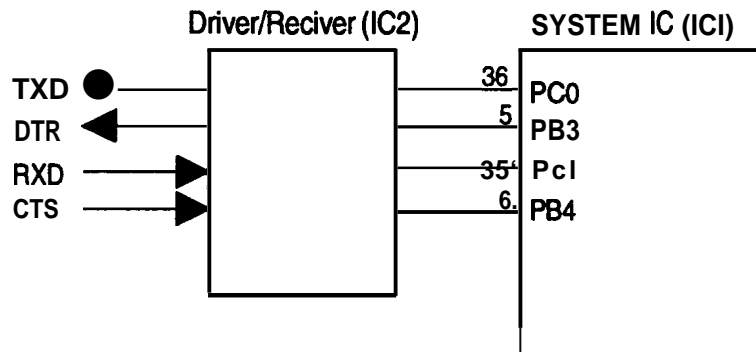 Driver/Reciver (IC2) SYSTEM IC (ICI)
TXD 36 PC0
DTR 5 PB3
RXD 35' Pcl
CTS 6. PB4